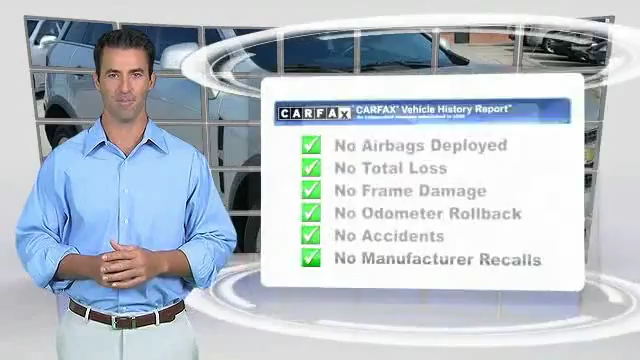 CARFAX CARFAX Vehicle History Report™
No Airbags Deployed
No Total Loss
No Frame Damage
No Odometer Rollback
No Accidents
No Manufacturer Recalls